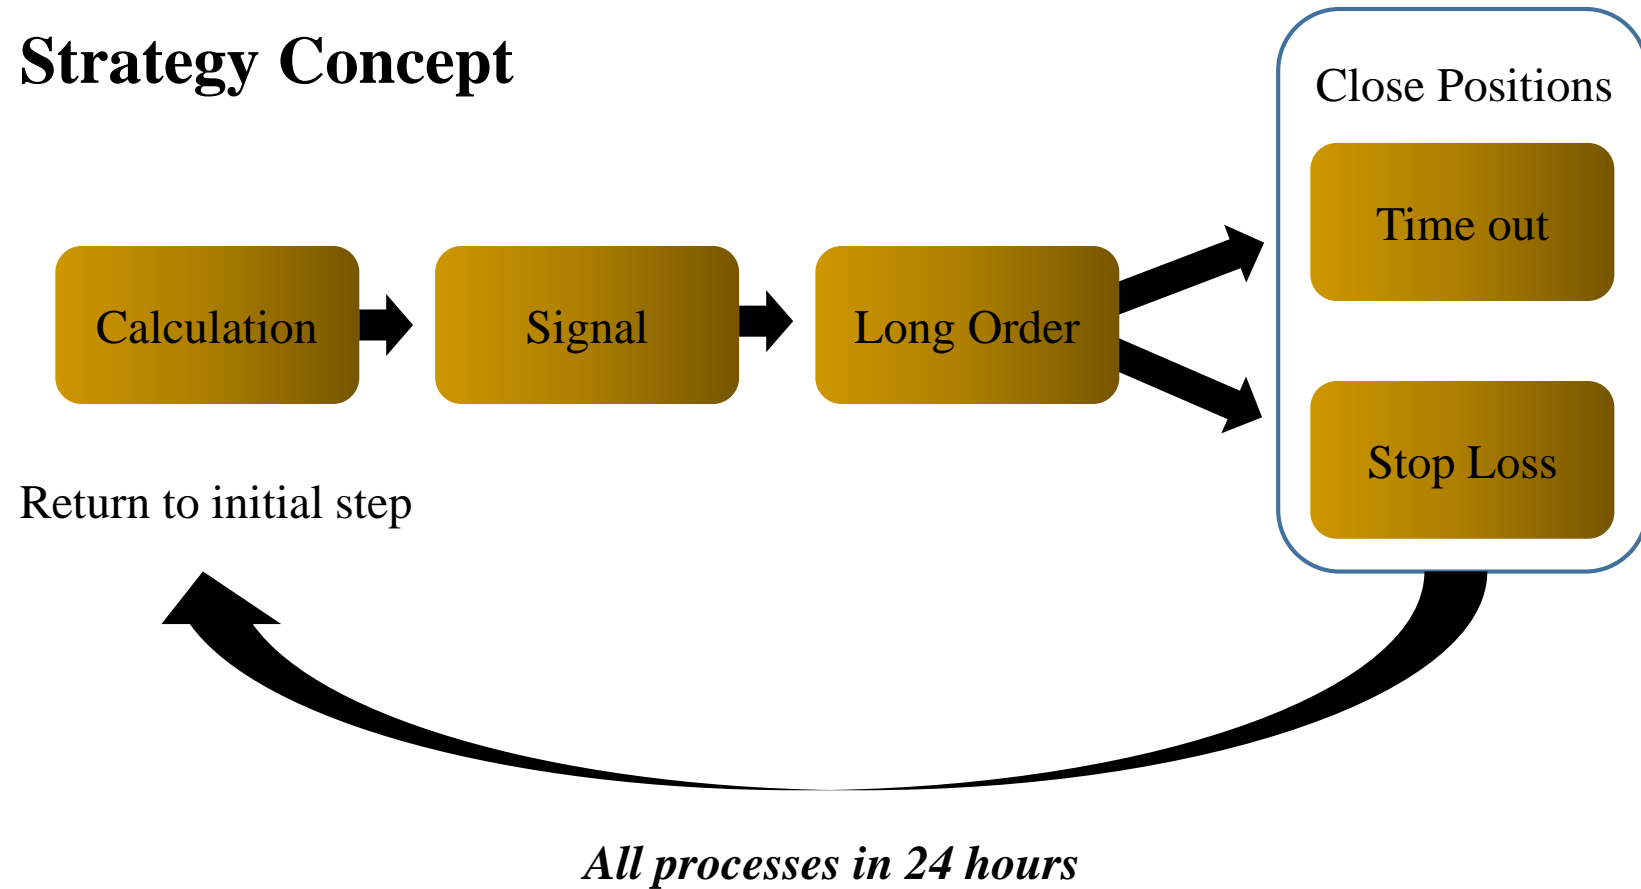 Strategy Concept
Close Positions
Time out
Calculation
Signal
Long Order
Stop Loss
Return to initial step
All processes in 24 hours